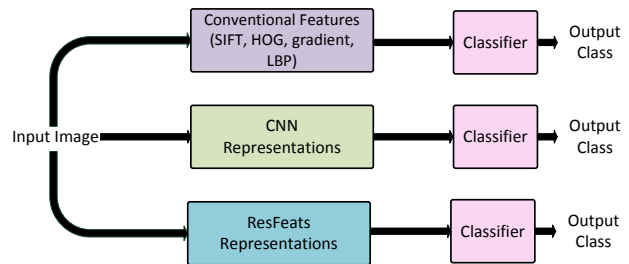 Input Image
Conventional Features
(SIFT, HOG, gradient,
LBP)
Classifier
Output
Class
CNN
Representations
Classifier
Output
Class
ResFeats
Representations
Classifier
Output
Class